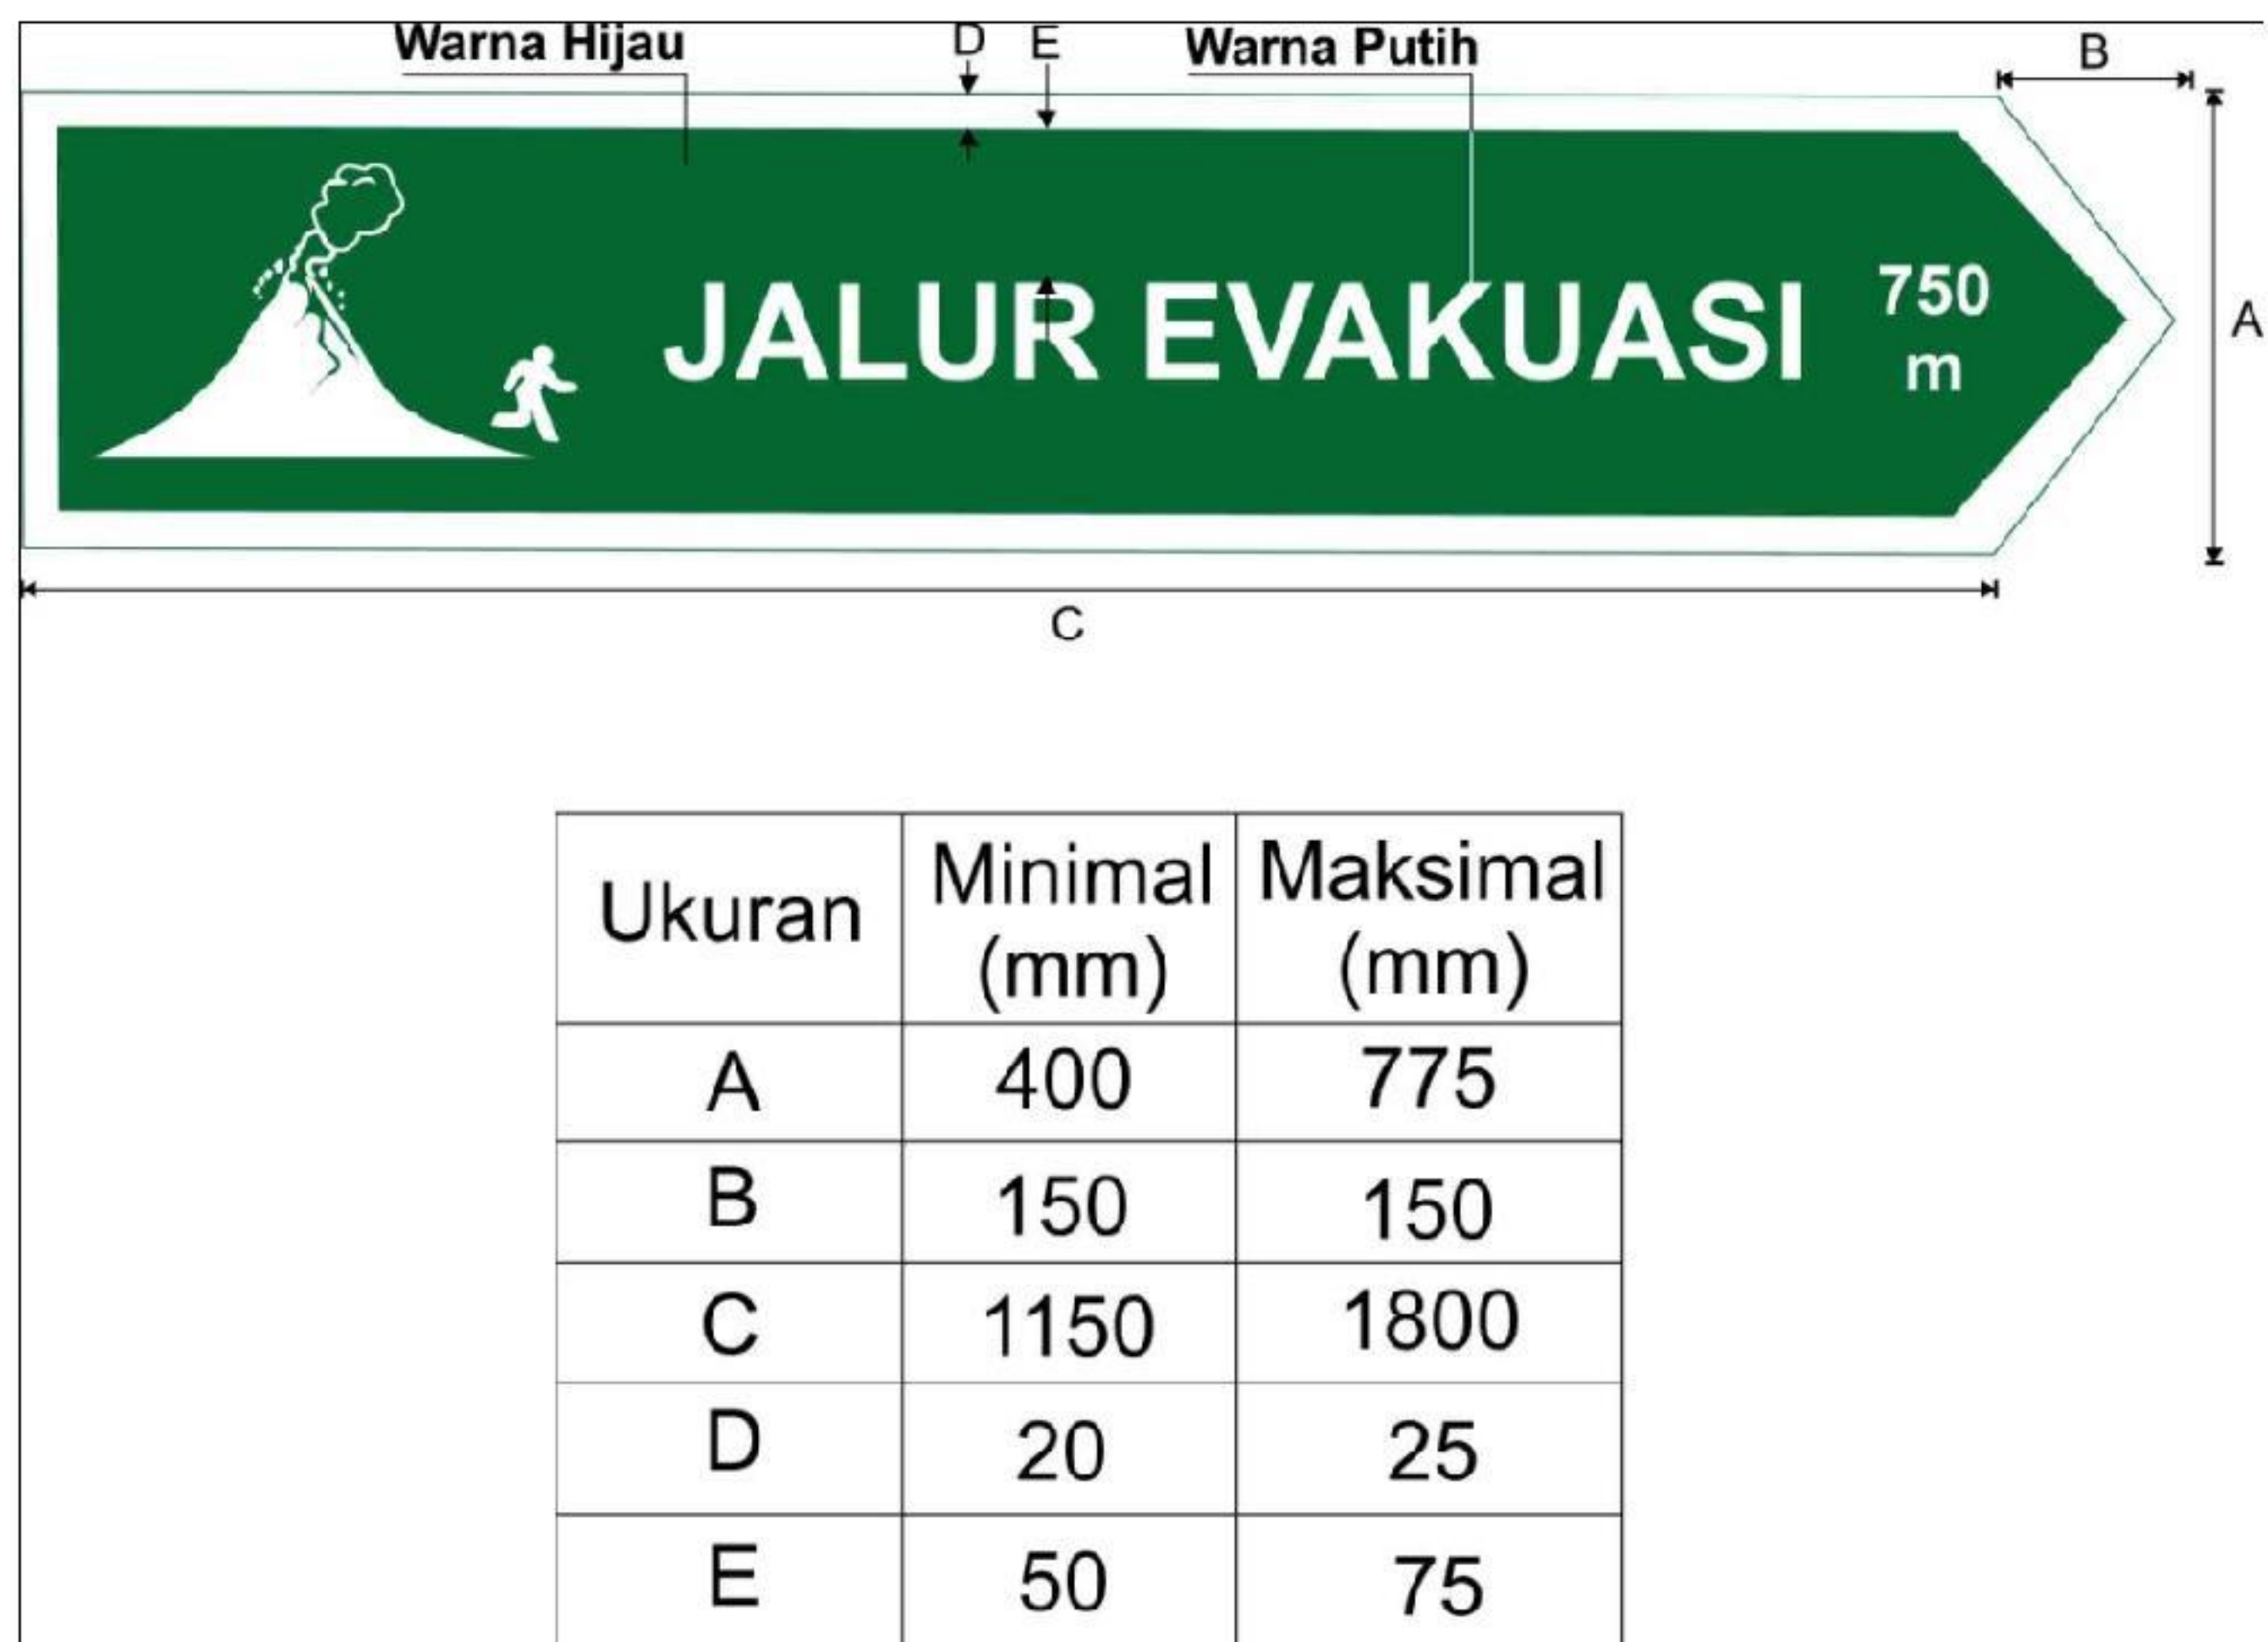 Warna Hijau D E Warna Putih B
JALUR EVAKUASI 750
m
A
C
Ukuran Minimal (mm) Maksimal (mm)
A 400 775
B 150 150
C 1150 1800
D 20 25
E 50 75